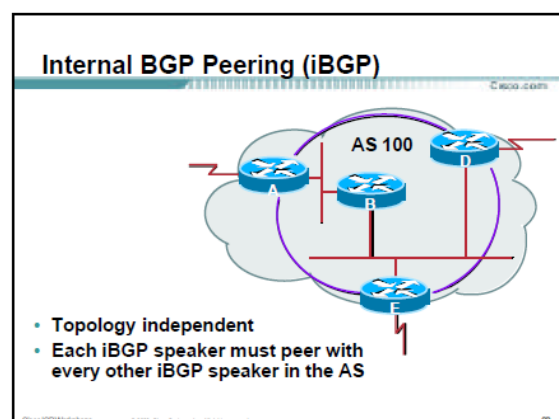 Internal BGP Peering (iBGP)
Cisco.com
AS 100
D
A
B
E
• Topology independent
• Each iBGP speaker must peer with
every other iBGP speaker in the AS